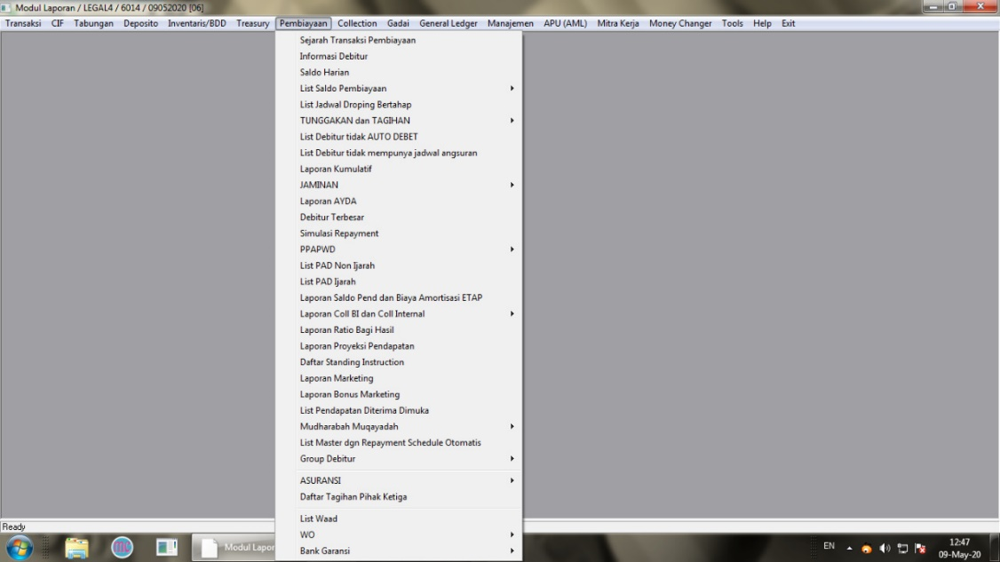 Modul Laporan / LEGAL4 / 6014 / 09052020 [06]
Transaksi CIF Tabungan Deposito Inventaris/BDD Treasury Pembiayaan Collection Gadai General Ledger Manajemen APU (AML) Mitra Kerja Money Changer Tools Help Exit
Sejarah Transaksi Pembiayaan
Informasi Debitur
Saldo Harian
List Saldo Pembiayaan
List Jadwal Droping Bertahap
TUNGGAKAN dan TAGIHAN
List Debitur tidak AUTO DEBET
List Debitur tidak mempunya jadwal angsuran
Laporan Kumulatif
JAMINAN
Laporan AYDA
Debitur Terbesar
Simulasi Repayment
PPAPWD
List PAD Non Ijarah
List PAD Ijarah
Laporan Saldo Pend dan Biaya Amortisasi ETAP
Laporan Coll BI dan Coll Internal
Laporan Ratio Bagi Hasil
Laporan Proyeksi Pendapatan
Daftar Standing Instruction
Laporan Marketing
Laporan Bonus Marketing
List Pendapatan Diterima Dimuka
Mudharabah Muqayadah
List Master dgn Repayment Schedule Otomatis
Group Debitur
ASURANSI
Daftar Tagihan Pihak Ketiga
List Waad
WO
Bank Garansi
Ready
Modul Lapor
EN
12:47
09-May-20